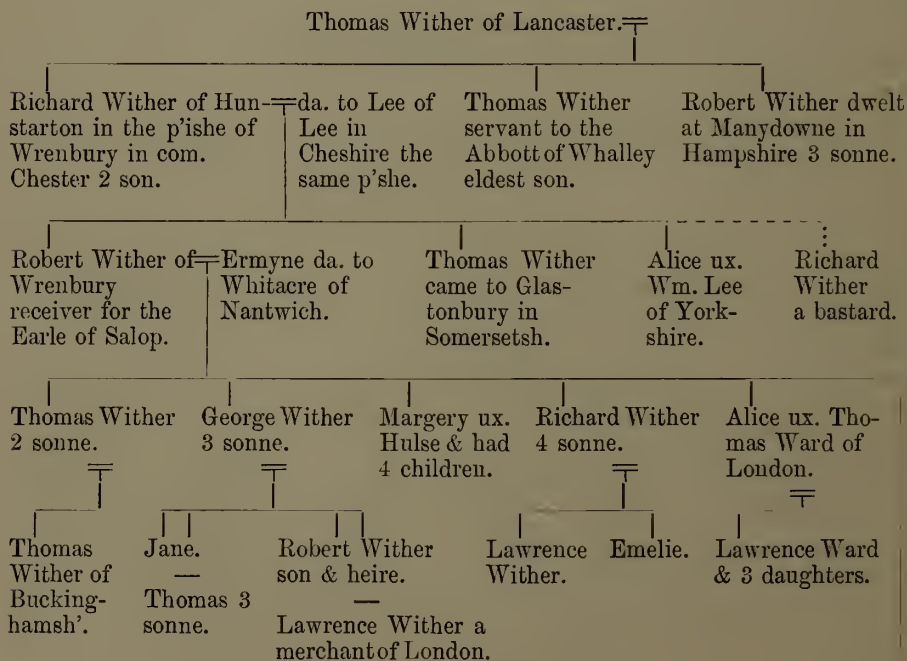 Thomas Wither of Lancaster.
Richard Wither of Hun-
starton in the p'ishe of
Wrenbury in com.
Chester 2 son.
da. to Lee of
Lee in
Cheshire the
same p'she.
Thomas Wither
servant to the
Abbott of Whalley
eldest son.
Robert Wither dwelt
at Manydowne in
Hampshire 3 sonne.
Robert Wither of
Wrenbury
receiver for the
Earle of Salop.
Ermyne da. to
Whitacre of
Nantwich.
Thomas Wither
came to Glas-
tonbury in
Somersetsh.
Alice ux.
Wm. Lee
of York-
shire.
Richard
Wither
a bastard.
Thomas Wither
2 sonne.
George Wither
3 sonne.
Margery ux.
Hulse & had
4 children.
Richard Wither
4 sonne.
Alice ux. Tho-
mas Ward of
London.
Thomas
Wither of
Bucking-
hamsh'.
Jane.
—
Thomas 3
sonne.
Robert Wither
son & heire.
—
Lawrence Wither a
merchant of London.
Lawrence
Wither.
Emelie.
Lawrence Ward
& 3 daughters.